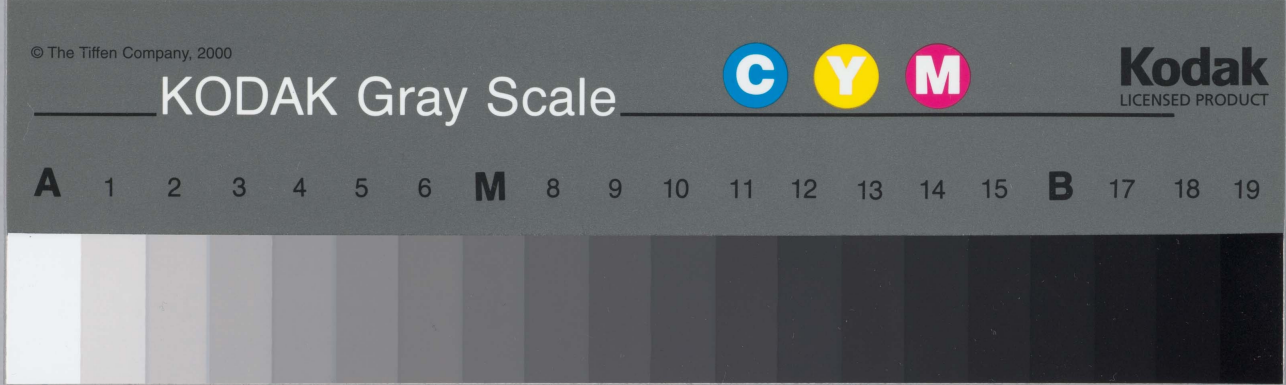 © The Tiffen Company, 2000
KODAK Gray Scale
C Y M
Kodak
LICENSED PRODUCT
A 1 2 3 4 5 6 M 8 9 10 11 12 13 14 15 B 17 18 19